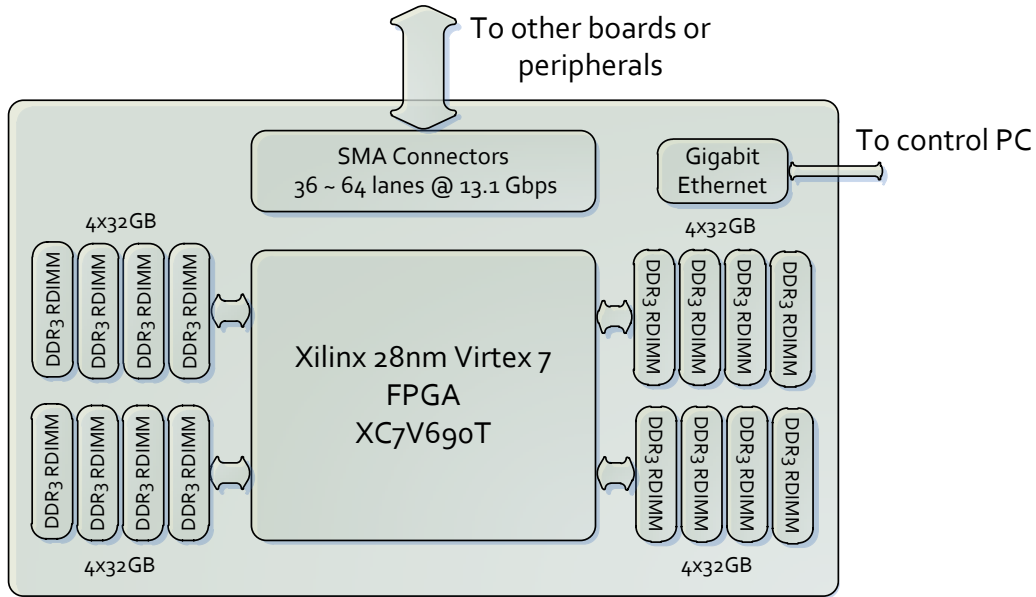 To other boards or
peripherals
SMA Connectors
36 ~ 64 lanes @ 13.1 Gbps
Gigabit
Ethernet
To control PC
4x32GB
DDR3 RDIMM
DDR3 RDIMM
DDR3 RDIMM
DDR3 RDIMM
4x32GB
DDR3 RDIMM
DDR3 RDIMM
DDR3 RDIMM
DDR3 RDIMM
Xilinx 28nm Virtex 7
FPGA
XC7V690T
DDR3 RDIMM
DDR3 RDIMM
DDR3 RDIMM
DDR3 RDIMM
4x32GB
DDR3 RDIMM
DDR3 RDIMM
DDR3 RDIMM
DDR3 RDIMM
4x32GB